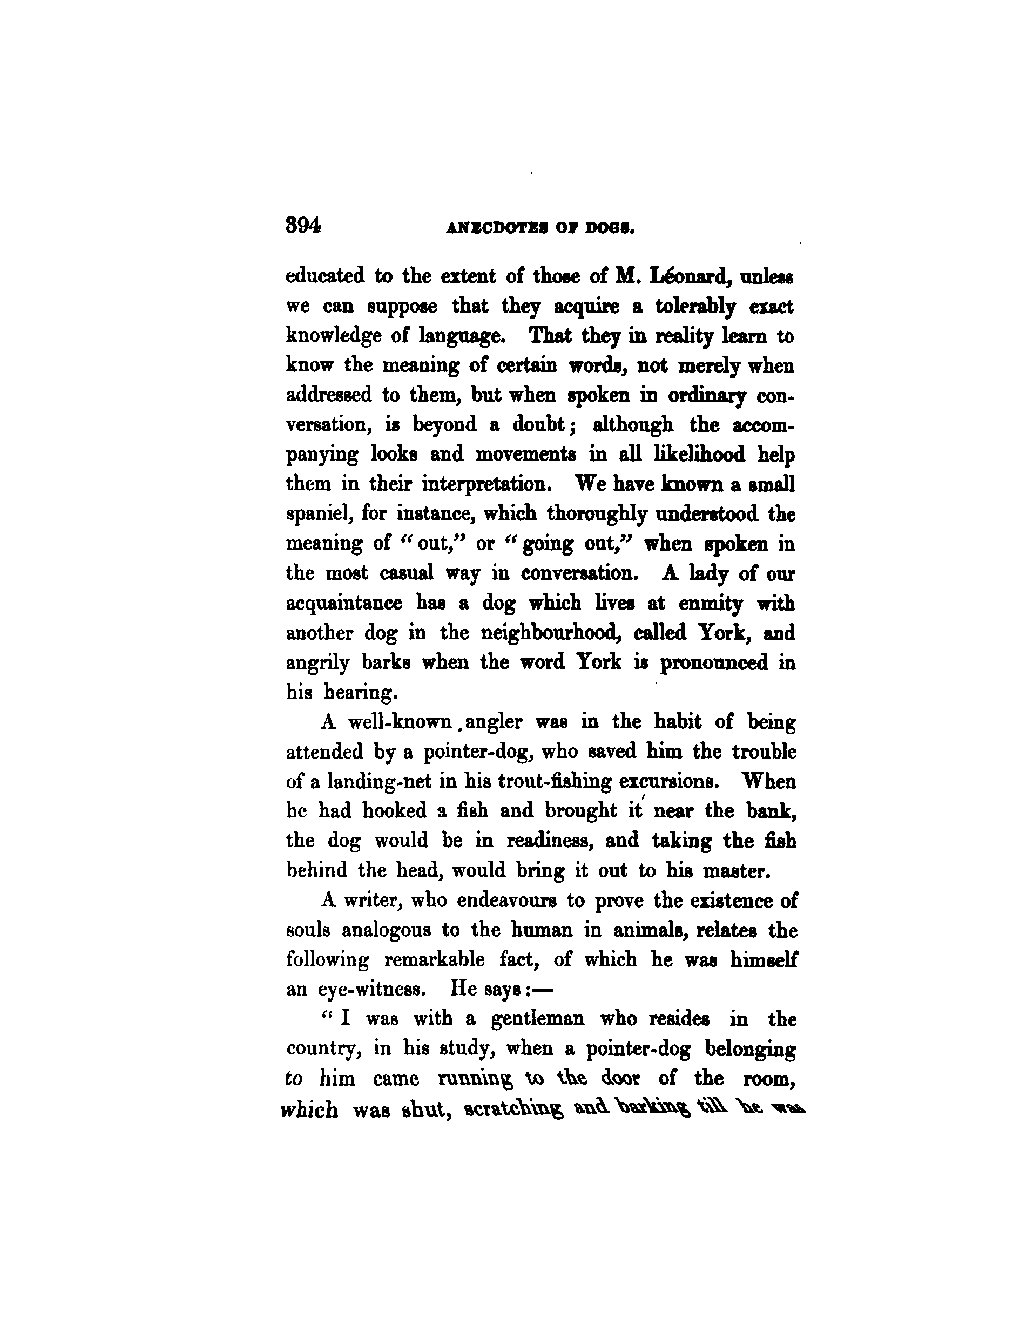 394 ANECDOTES OF DOGS.
educated to the extent of those of M. Léonard, unless
we can suppose that they acquire a tolerably exact
knowledge of language. That they in reality learn to
know the meaning of certain words, not merely when
addressed to them, but when spoken in ordinary con-
versation, is beyond a doubt; although the accom-
panying looks and movements in all likelihood help
them in their interpretation. We have known a small
spaniel, for instance, which thoroughly understood the
meaning of “out,” or “going out,” when spoken in
the most casual way in conversation. A lady of our
acquaintance has a dog which lives at enmity with
another dog in the neighbourhood, called York, and
angrily barks when the word York is pronounced in
his hearing.
A well-known angler was in the habit of being
attended by a pointer-dog, who saved him the trouble
of a landing-net in his trout-fishing excursions. When
he had hooked a fish and brought it near the bank,
the dog would be in readiness, and taking the fish
behind the head, would bring it out to his master.
A writer, who endeavours to prove the existence of
souls analogous to the human in animals, relates the
following remarkable fact, of which he was himself
an eye-witness. He says:—
“I was with a gentleman who resides in the
country, in his study, when a pointer-dog belonging
to him came running to the door of the room,
which was shut, scratching and barking till he was